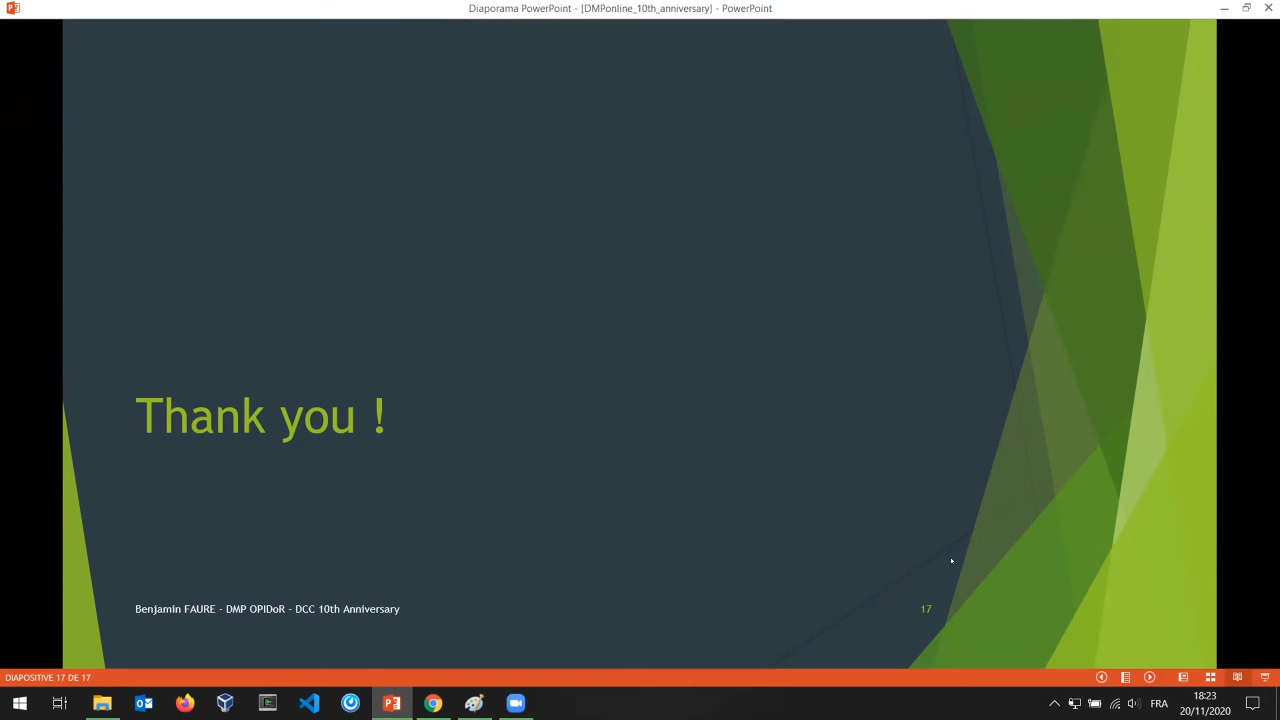 Diaporama PowerPoint - [DMPonline_10th_anniversary] - PowerPoint
Thank you !
Benjamin FAURE - DMP OPIDoR - DCC 10th Anniversary
17
DIAPOSITIVE 17 DE 17
FRA
18:23
20/11/2020